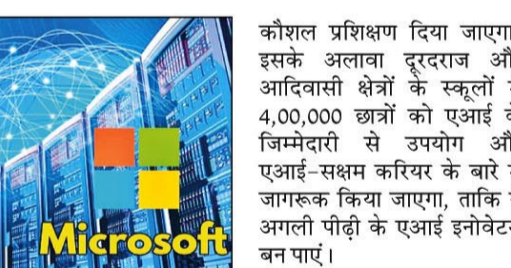 कौशल प्रशिक्षण दिया जाएगा
इसके अलावा दूरदराज औ
आदिवासी क्षेत्रों के स्कूलों
4,00,000 छात्रों को एआई व
जिम्मेदारी से उपयोग औ
एआई-सक्षम करियर के बारे
जागरूक किया जाएगा, ताकि
अगली पीढ़ी के एआई इनोवेटर
बन पाएं।
Microsoft